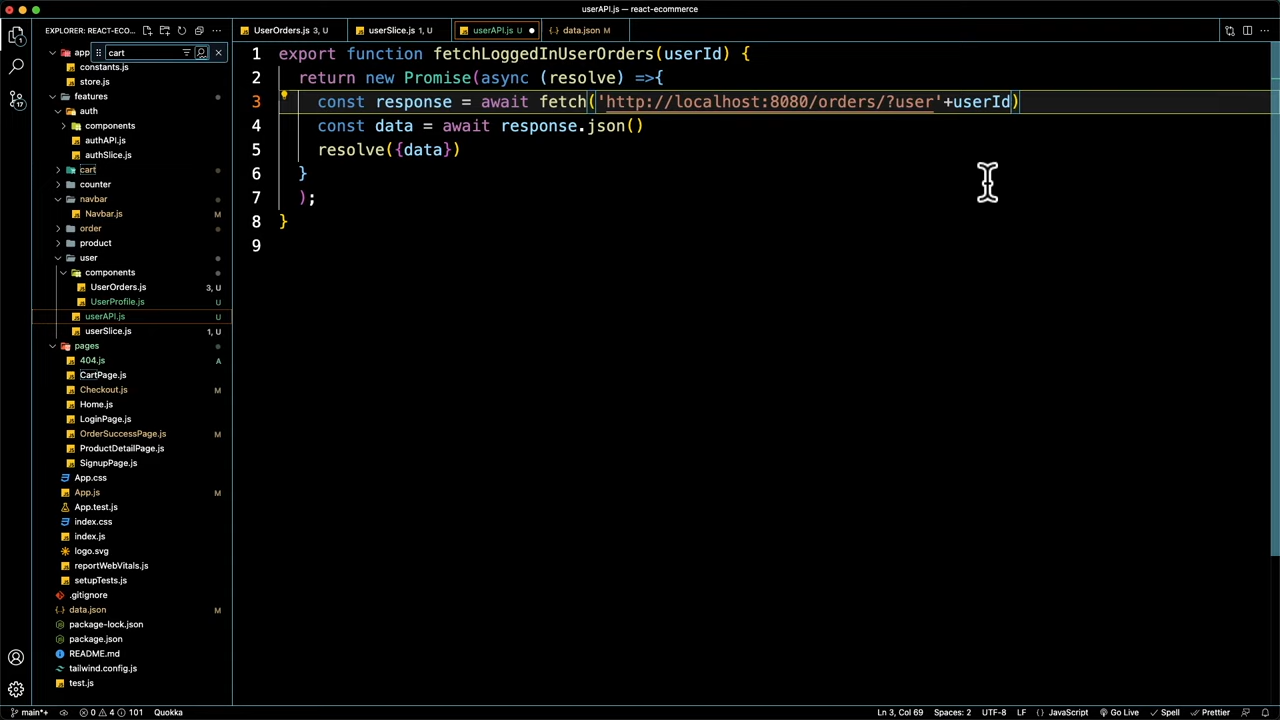 userAPI.js — react-ecommerce
EXPLORER: REACT-ECO...
UserOrders.js 3, U
userSlice.js 1, U
userAPI.js U
data.json M
app
cart
constants.js
store.js
features
auth
components
authAPI.js
authSlice.js
cart
counter
navbar
Navbar.js M
order
product
user
components
UserOrders.js 3, U
UserProfile.js U
userAPI.js U
userSlice.js 1, U
pages
404.js A
CartPage.js
Checkout.js M
Home.js
LoginPage.js
OrderSuccessPage.js M
ProductDetailPage.js
SignupPage.js
App.css
App.js M
App.test.js
index.css
index.js
logo.svg
reportWebVitals.js
setupTests.js
.gitignore
data.json M
package-lock.json
package.json
README.md
tailwind.config.js
test.js
1 export function fetchLoggedInUserOrders(userId) {
2 return new Promise(async (resolve) =>{
3 const response = await fetch('http://localhost:8080/orders/?user'+userId)
4 const data = await response.json()
5 resolve({data})
6 }
7 );
8 }
9
main*+ 0 4 101 Quokka
Ln 3, Col 69 Spaces: 2 UTF-8 LF {} JavaScript Go Live Spell Prettier